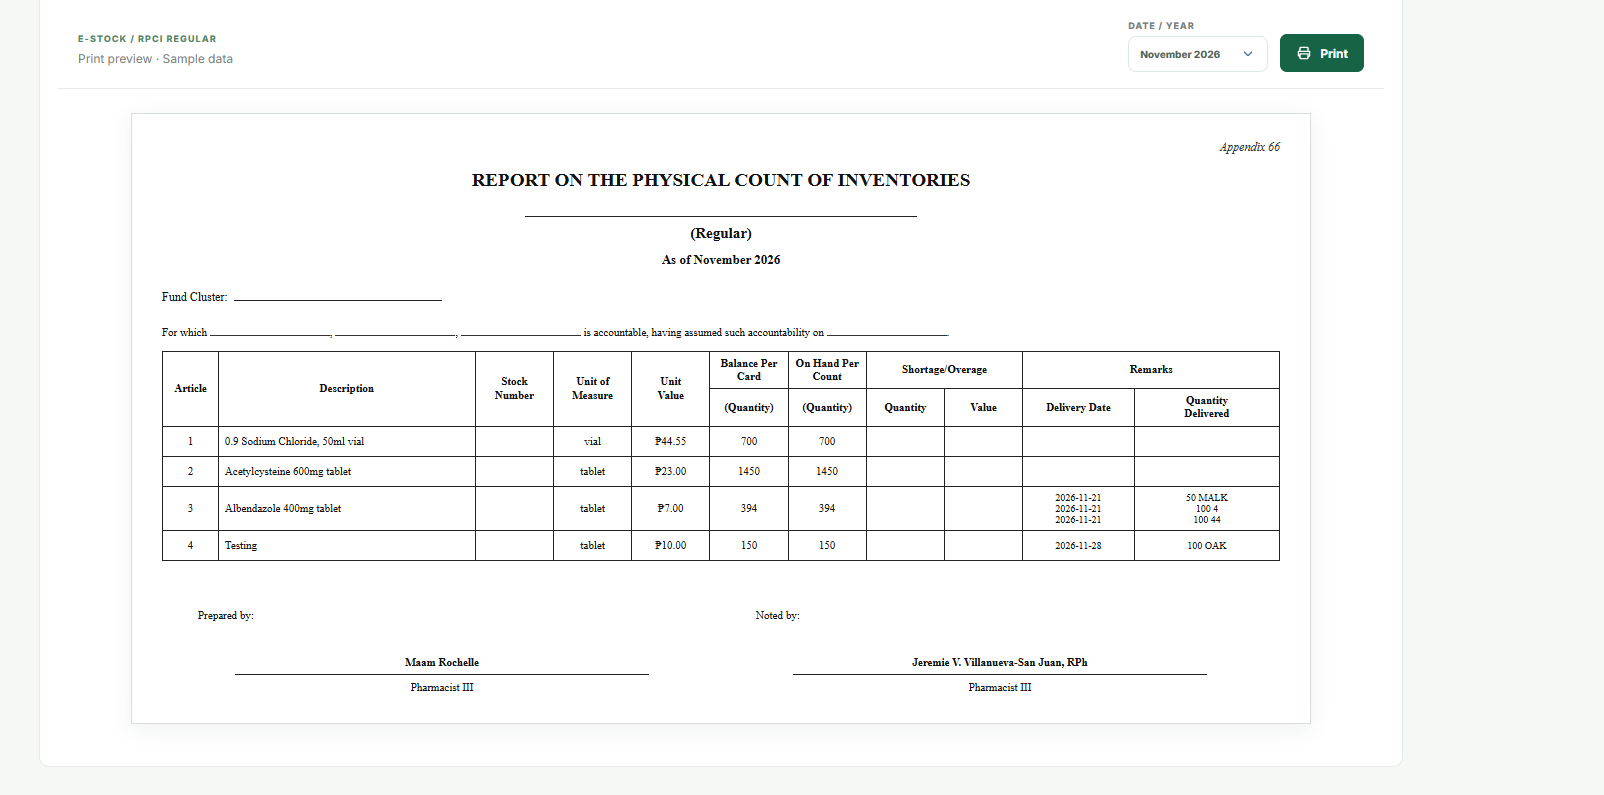 E-STOCK / RPCI REGULAR
Print preview · Sample data
DATE / YEAR
November 2026
Print
Appendix 66
REPORT ON THE PHYSICAL COUNT OF INVENTORIES
(Regular)
As of November 2026
Fund Cluster:
For which , , is accountable, having assumed such accountability on
Article Description Stock Number Unit of Measure Unit Value Balance Per Card On Hand Per Count Shortage/Overage Remarks
(Quantity) (Quantity) Quantity Value Delivery Date Quantity Delivered
1 0.9 Sodium Chloride, 50ml vial vial ₱44.55 700 700
2 Acetylcysteine 600mg tablet tablet ₱23.00 1450 1450
3 Albendazole 400mg tablet tablet ₱7.00 394 394 2026-11-21 50 MALK
2026-11-21 100 4
2026-11-21 100 44
4 Testing tablet ₱10.00 150 150 2026-11-28 100 OAK
Prepared by: Noted by:
Maam Rochelle Jeremie V. Villanueva-San Juan, RPh
Pharmacist III Pharmacist III